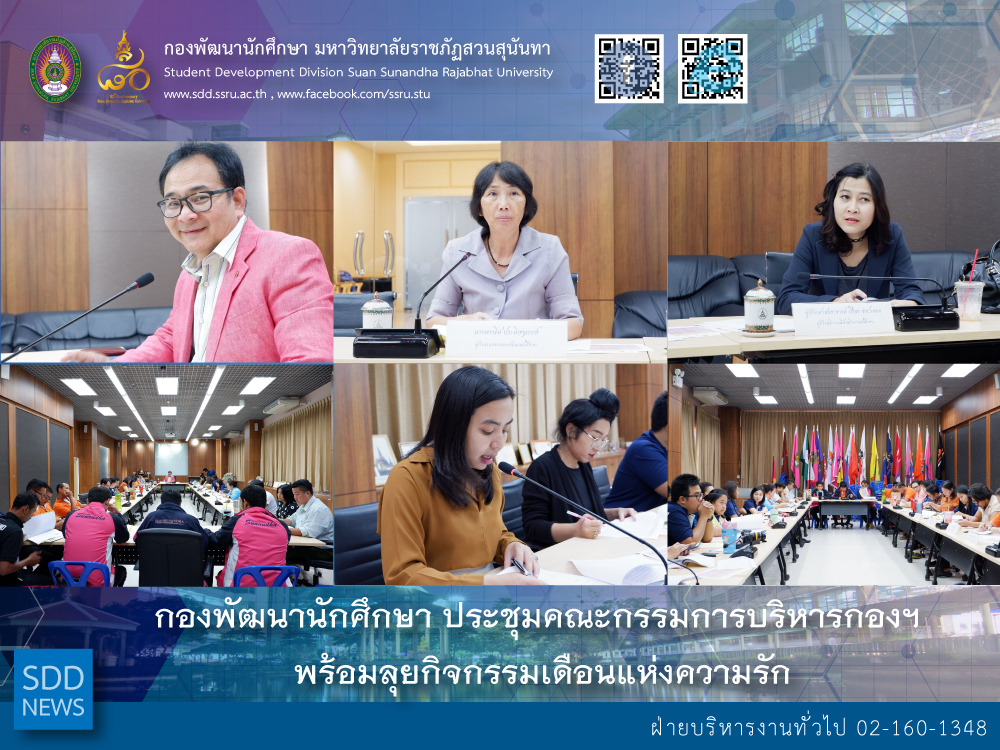 กองพัฒนานักศึกษา มหาวิทยาลัยราชภัฏสวนสุนันทา
Student Development Division Suan Sunandha Rajabhat University
www.sdd.ssru.ac.th , www.facebook.com/ssru.stu
กองพัฒนานักศึกษา ประชุมคณะกรรมการบริหารกองฯ
พร้อมลุยกิจกรรมเดือนแห่งความรัก
SDD
NEWS
ฝ่ายบริหารงานทั่วไป 02-160-1348